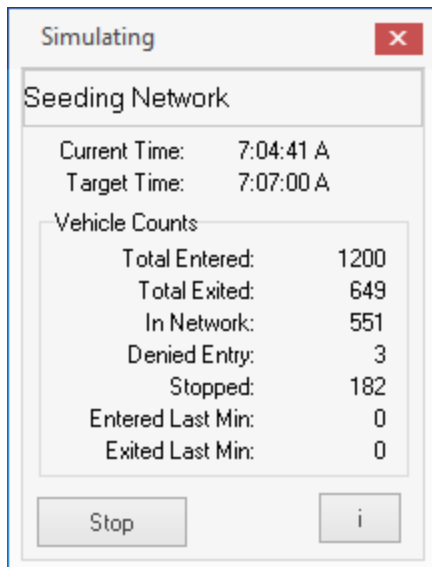 Simulating
Seeding Network
Current Time: 7:04:41 A
Target Time: 7:07:00 A
Vehicle Counts
Total Entered: 1200
Total Exited: 649
In Network: 551
Denied Entry: 3
Stopped: 182
Entered Last Min: 0
Exited Last Min: 0
Stop i